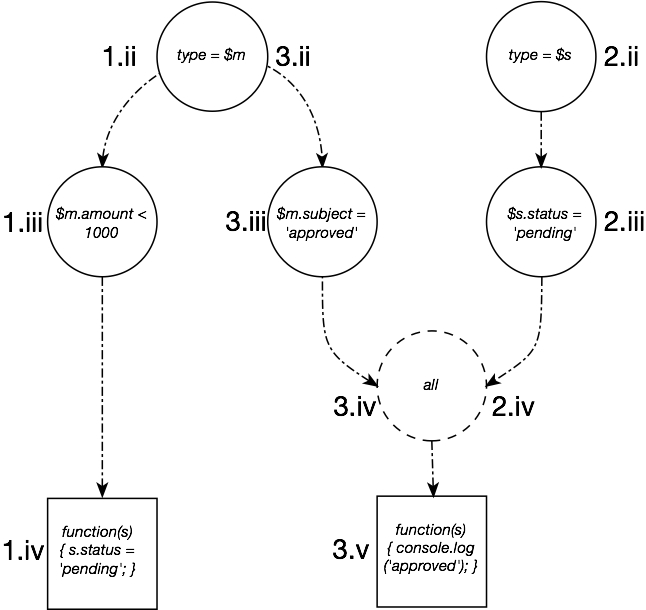 1.ii
type = $m
3.ii
type = $s
2.ii
1.iii
$m.amount <
1000
3.iii
$m.subject =
'approved'
$s.status =
'pending'
2.iii
all
3.iv
2.iv
1.iv
function(s)
{ s.status =
'pending'; }
3.v
function(s)
{ console.log
('approved'); }